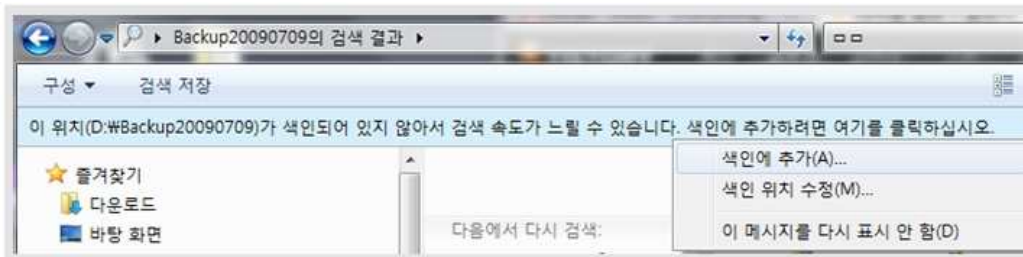 Backup20090709의 검색 결과
ㅁㅁ
구성 검색 저장
이 위치(D:₩Backup20090709)가 색인되어 있지 않아서 검색 속도가 느릴 수 있습니다. 색인에 추가하려면 여기를 클릭하십시오.
색인에 추가(A)...
즐겨찾기
색인 위치 수정(M)...
다운로드
바탕 화면
다음에서 다시 검색:
이 메시지를 다시 표시 안 함(D)